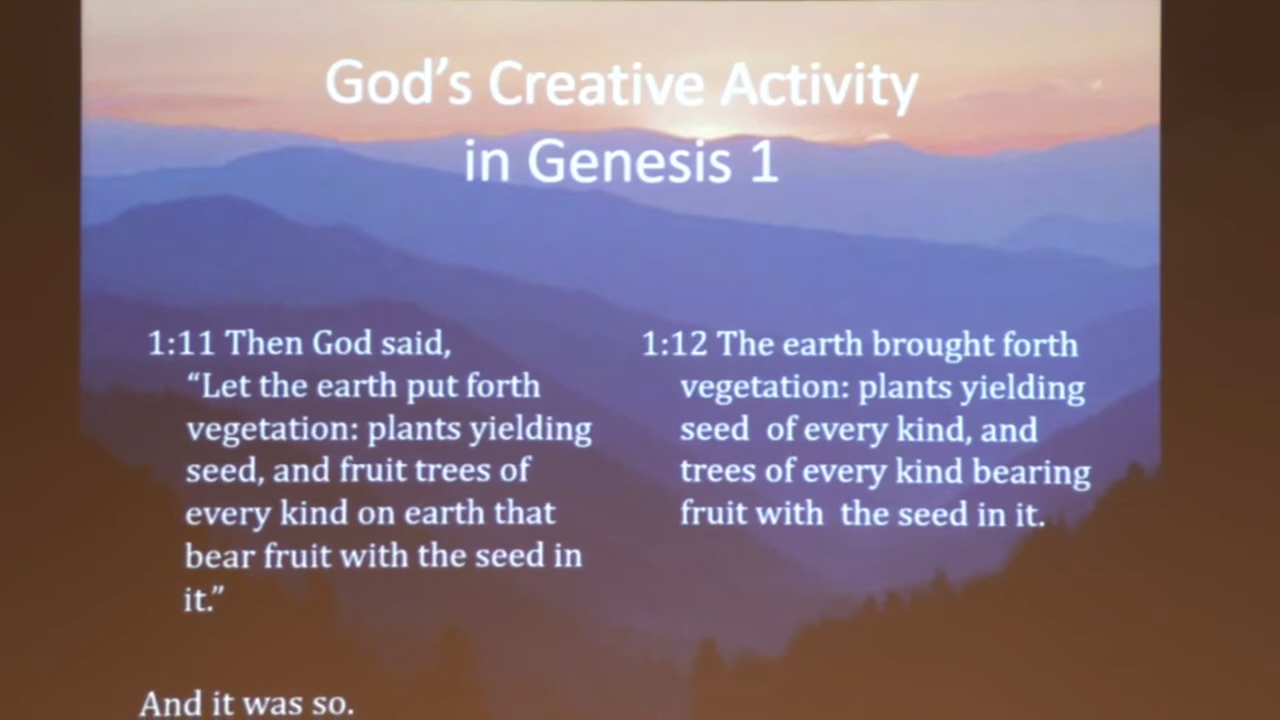 God’s Creative Activity
in Genesis 1
1:11 Then God said,
“Let the earth put forth
vegetation: plants yielding
seed, and fruit trees of
every kind on earth that
bear fruit with the seed in
it.”
And it was so.
1:12 The earth brought forth
vegetation: plants yielding
seed  of every kind, and
trees of every kind bearing
fruit with  the seed in it.